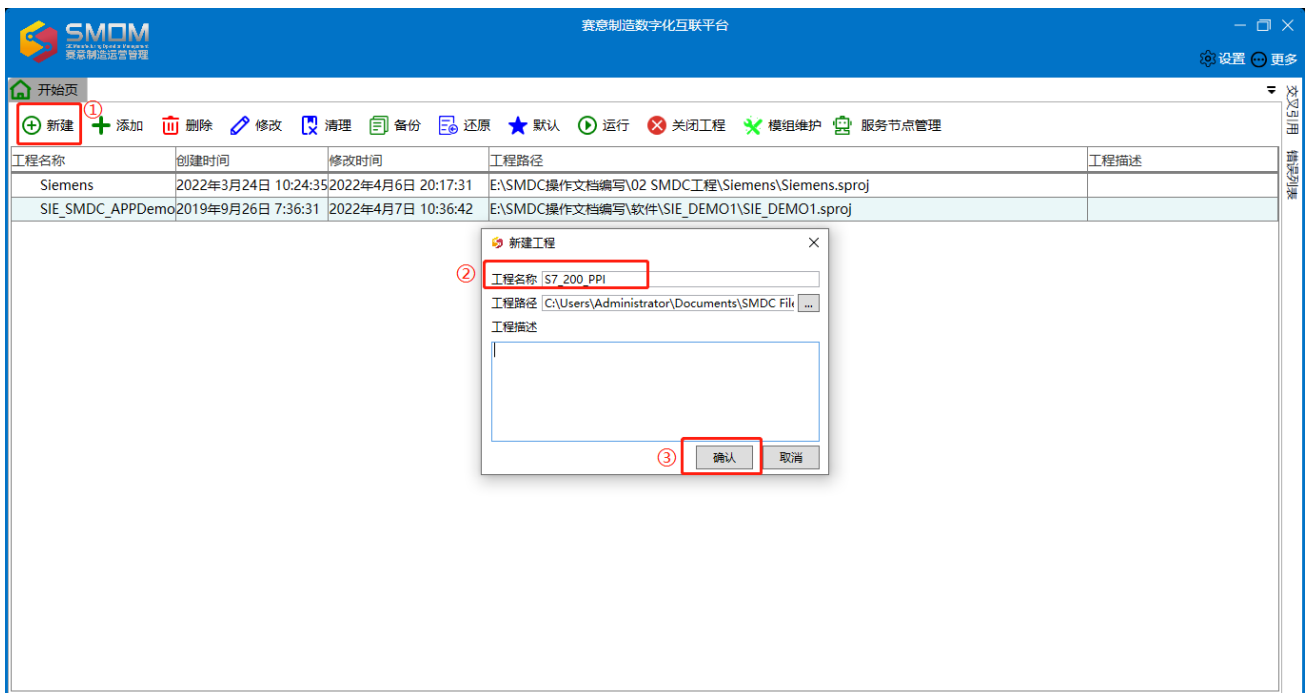 赛意制造数字化互联平台
SMOM
赛意制造运营管理
设置 更多
开始页
① 新建 添加 删除 修改 清理 备份 还原 默认 运行 关闭工程 模组维护 服务节点管理
交叉引用
错误列表
工程名称 创建时间 修改时间 工程路径 工程描述
Siemens 2022年3月24日 10:24:35 2022年4月6日 20:17:31 E:\SMDC操作文档编写\02 SMDC工程\Siemens\Siemens.sproj
SIE_SMDC_APPDemo 2019年9月26日 7:36:31 2022年4月7日 10:36:42 E:\SMDC操作文档编写\软件\SIE_DEMO1\SIE_DEMO1.sproj
新建工程
② 工程名称 S7_200_PPI
工程路径 C:\Users\Administrator\Documents\SMDC File ...
工程描述
③ 确认 取消